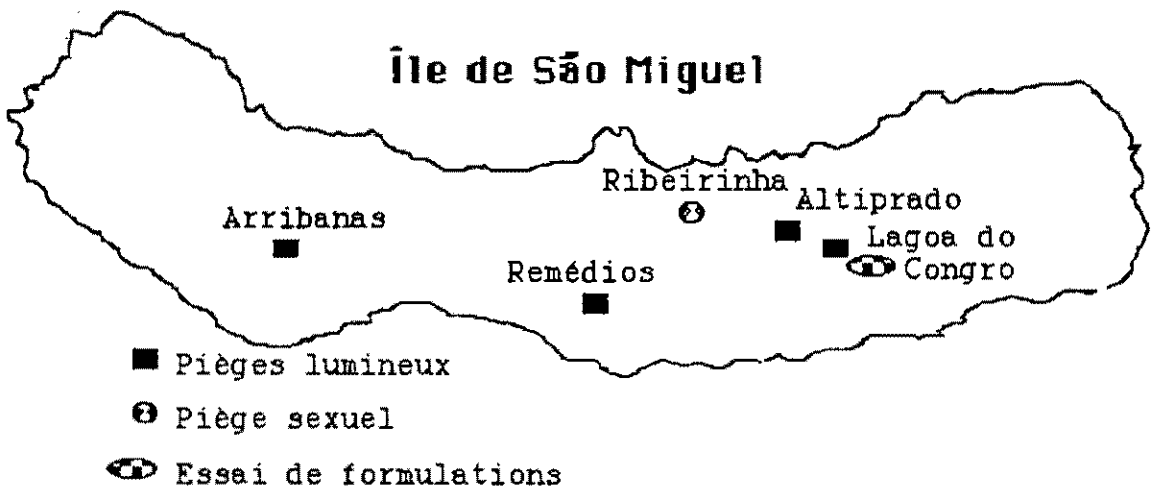 Île de São Miguel
Ribeirinha
Altiprado
Arribanas
Lagoa do
Congro
Remédios
Pièges lumineux
Piège sexuel
Essai de formulations